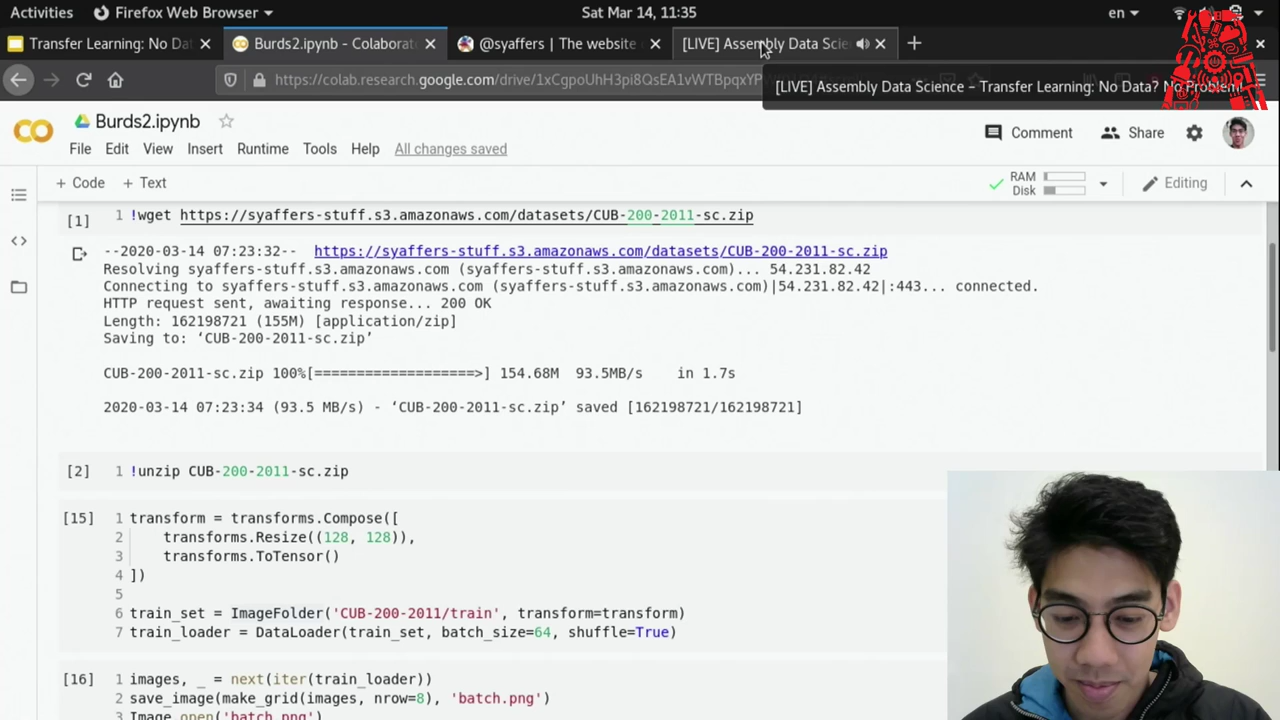 Activities
Firefox Web Browser
Sat Mar 14, 11:35
en
Transfer Learning: No Da
Burds2.ipynb - Colaborat
@syaffers | The website
[LIVE] Assembly Data Scie
https://colab.research.google.com/drive/1xCgpoUhH3pi8QsEA1vWTBpqxYP
[LIVE] Assembly Data Science – Transfer Learning: No Data? No Problem!
Burds2.ipynb
Comment
Share
File Edit View Insert Runtime Tools Help All changes saved
+ Code + Text
RAM
Disk
Editing
[1] 1 !wget https://syaffers-stuff.s3.amazonaws.com/datasets/CUB-200-2011-sc.zip
--2020-03-14 07:23:32-- https://syaffers-stuff.s3.amazonaws.com/datasets/CUB-200-2011-sc.zip
Resolving syaffers-stuff.s3.amazonaws.com (syaffers-stuff.s3.amazonaws.com)... 54.231.82.42
Connecting to syaffers-stuff.s3.amazonaws.com (syaffers-stuff.s3.amazonaws.com)|54.231.82.42|:443... connected.
HTTP request sent, awaiting response... 200 OK
Length: 162198721 (155M) [application/zip]
Saving to: ‘CUB-200-2011-sc.zip’
CUB-200-2011-sc.zip 100%[===================>] 154.68M 93.5MB/s in 1.7s
2020-03-14 07:23:34 (93.5 MB/s) - ‘CUB-200-2011-sc.zip’ saved [162198721/162198721]
[2] 1 !unzip CUB-200-2011-sc.zip
[15] 1 transform = transforms.Compose([
2 transforms.Resize((128, 128)),
3 transforms.ToTensor()
4 ])
5
6 train_set = ImageFolder('CUB-200-2011/train', transform=transform)
7 train_loader = DataLoader(train_set, batch_size=64, shuffle=True)
[16] 1 images, _ = next(iter(train_loader))
2 save_image(make_grid(images, nrow=8), 'batch.png')
3 Image.open('batch.png')